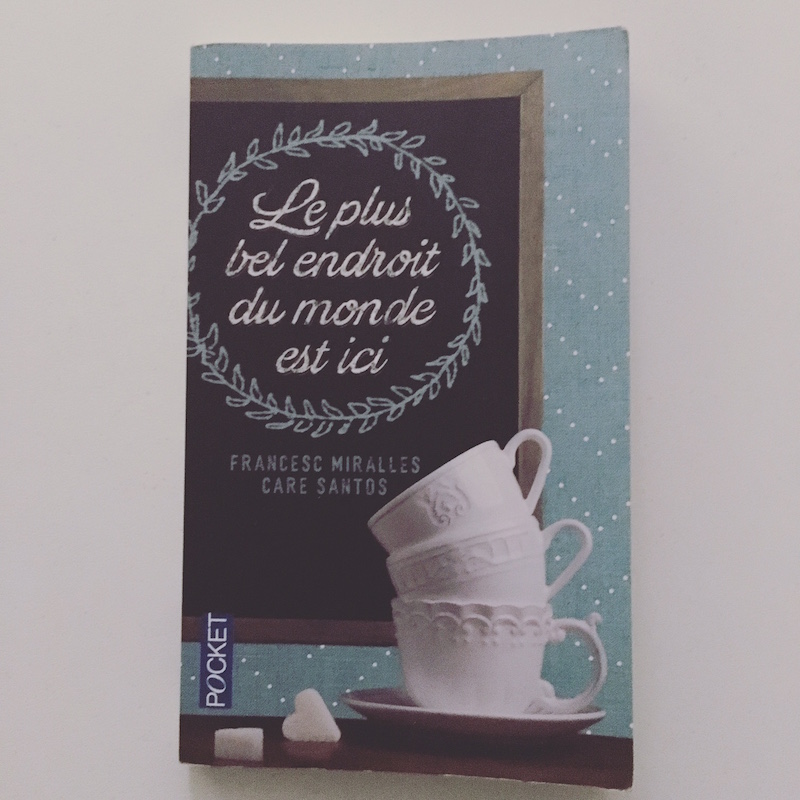 Le plus
bel endroit
du monde
est ici
FRANCESC MIRALLES
CARE SANTOS
POCKET